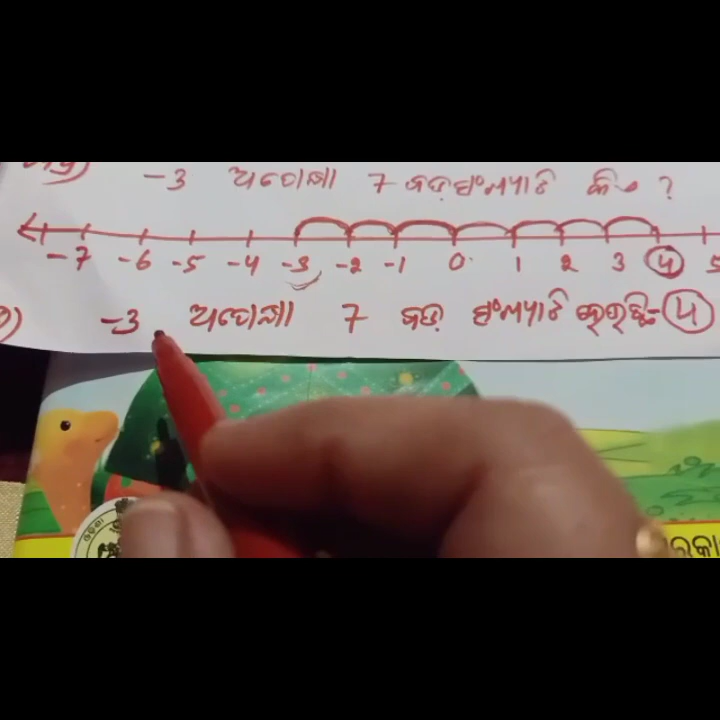 -3 ଅପେକ୍ଷା 7 ବଡ଼ ସଂଖ୍ୟାଟି କିଏ ?
-7 -6 -5 -4 -3 -2 -1 0 1 2 3 4 5
-3 ଅପେକ୍ଷା 7 ବଡ଼ ସଂଖ୍ୟାଟି ହେଉଛି- 4